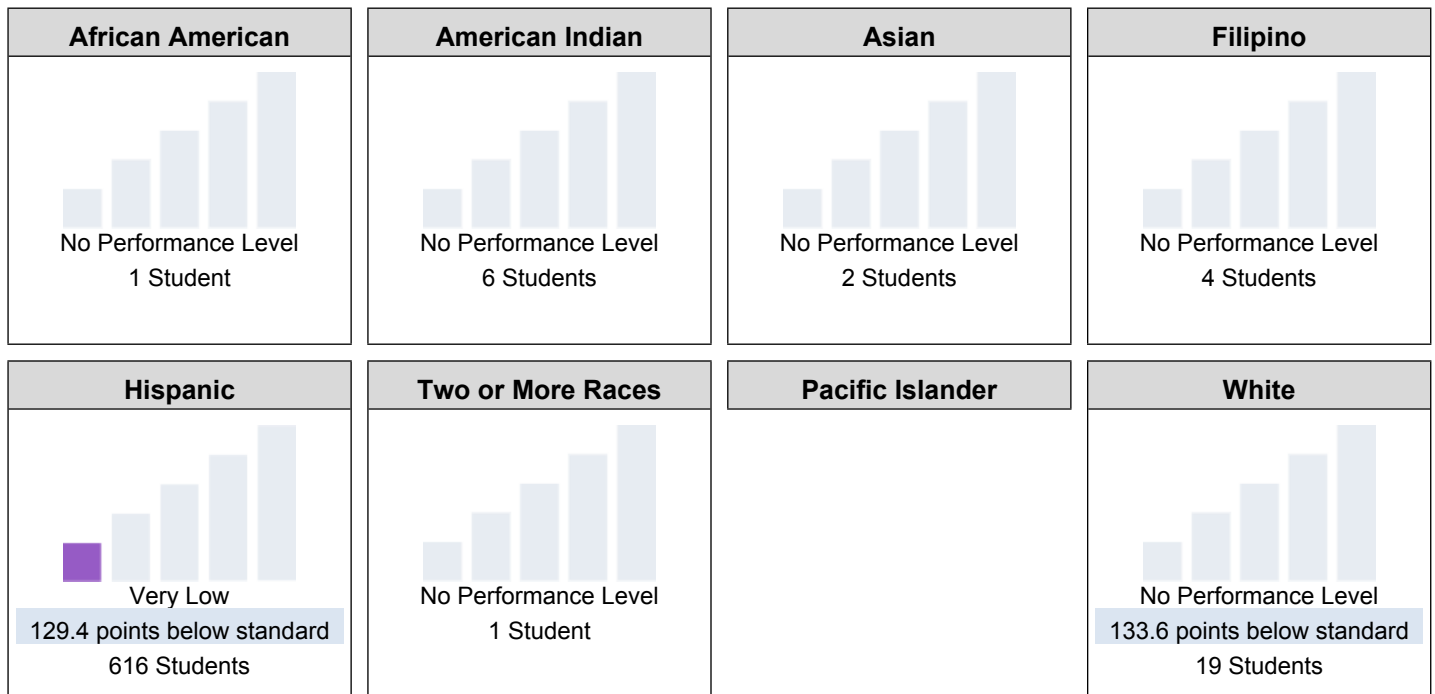 African American
No Performance Level
1 Student
American Indian
No Performance Level
6 Students
Asian
No Performance Level
2 Students
Filipino
No Performance Level
4 Students
Hispanic
Very Low
129.4 points below standard
616 Students
Two or More Races
No Performance Level
1 Student
Pacific Islander
White
No Performance Level
133.6 points below standard
19 Students